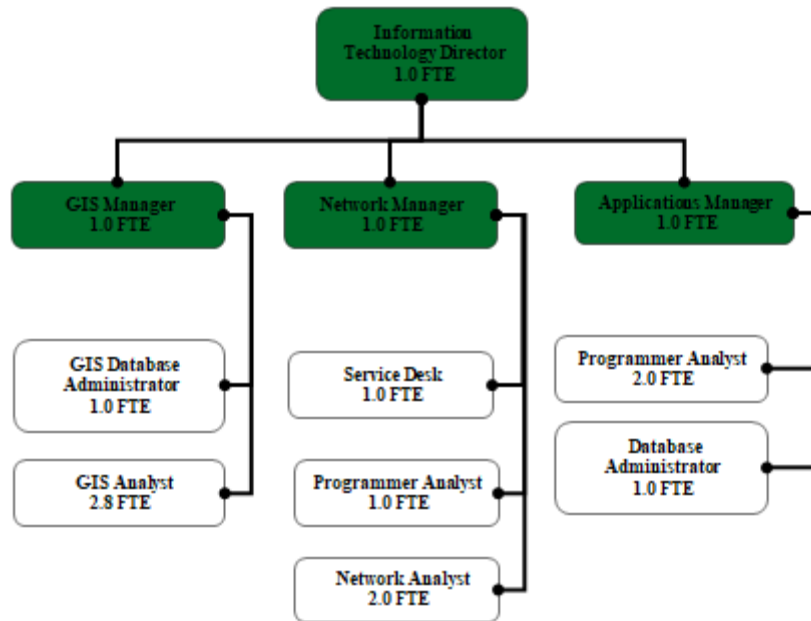 Information
Technology Director
1.0 FTE
GIS Manager
1.0 FTE
Network Manager
1.0 FTE
Applications Manager
1.0 FTE
GIS Database
Administrator
1.0 FTE
GIS Analyst
2.8 FTE
Service Desk
1.0 FTE
Programmer Analyst
1.0 FTE
Network Analyst
2.0 FTE
Programmer Analyst
2.0 FTE
Database
Administrator
1.0 FTE